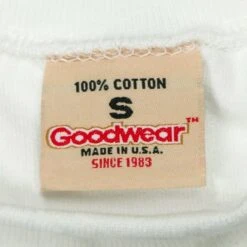 100% COTTON
S
Goodwear™
MADE IN U.S.A.
SINCE 1983